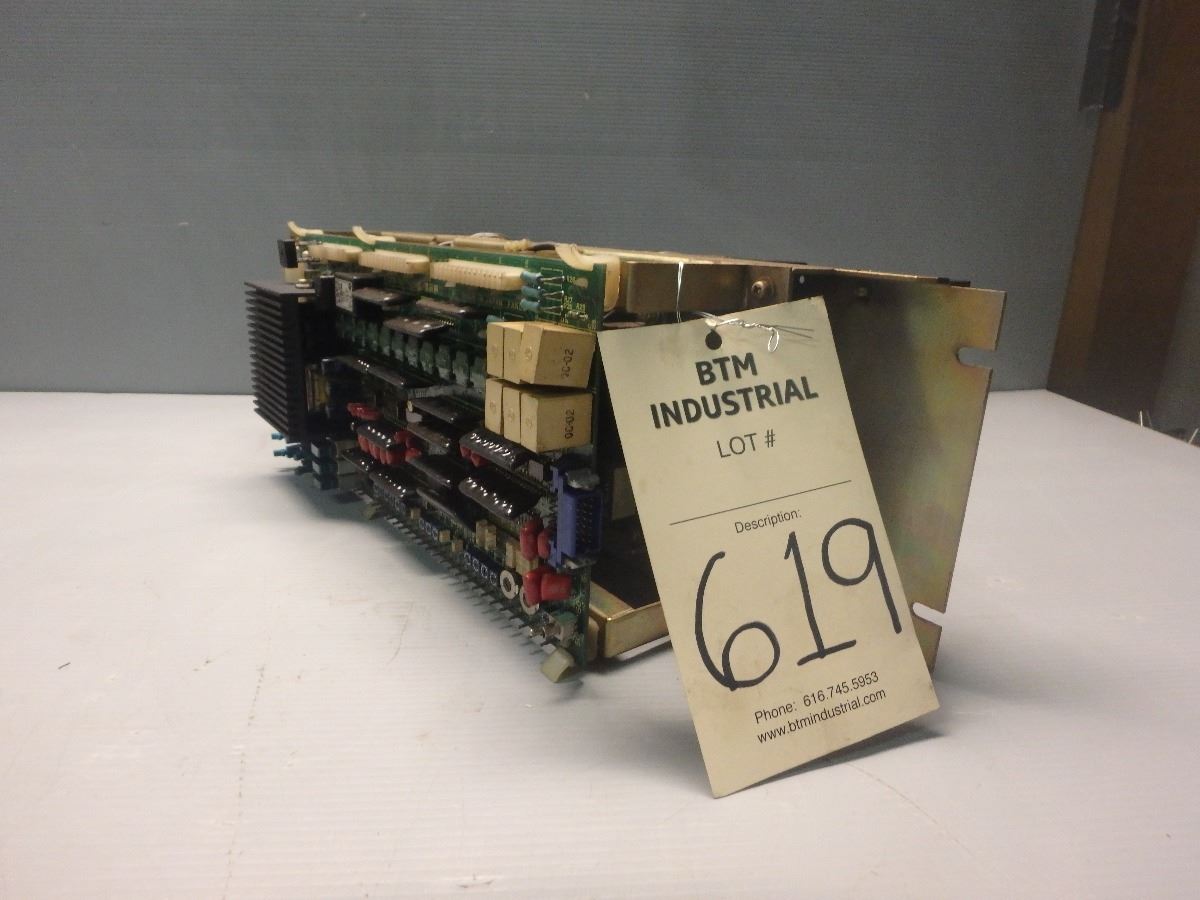 BTM
INDUSTRIAL
LOT #
Description:
619
Phone: 616.745.5953
www.btmindustrial.com